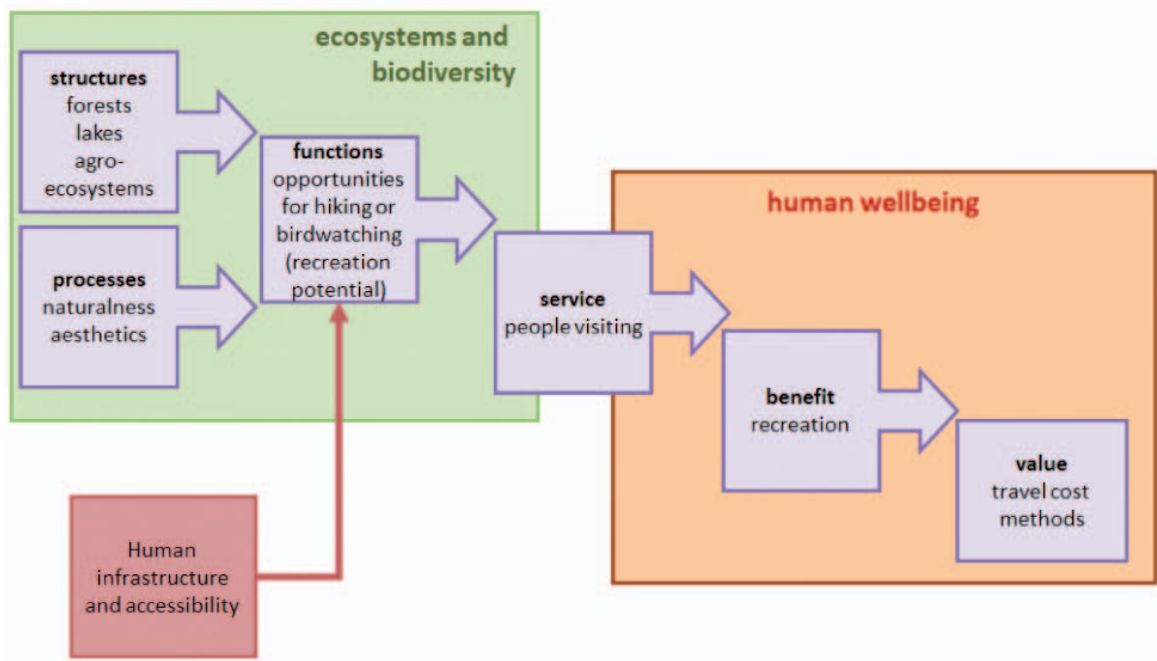 ecosystems and
biodiversity
structures
forests
lakes
agro-
ecosystems
processes
naturalness
aesthetics
functions
opportunities
for hiking or
birdwatching
(recreation
potential)
Human
infrastructure
and accessibility
service
people visiting
human wellbeing
benefit
recreation
value
travel cost
methods